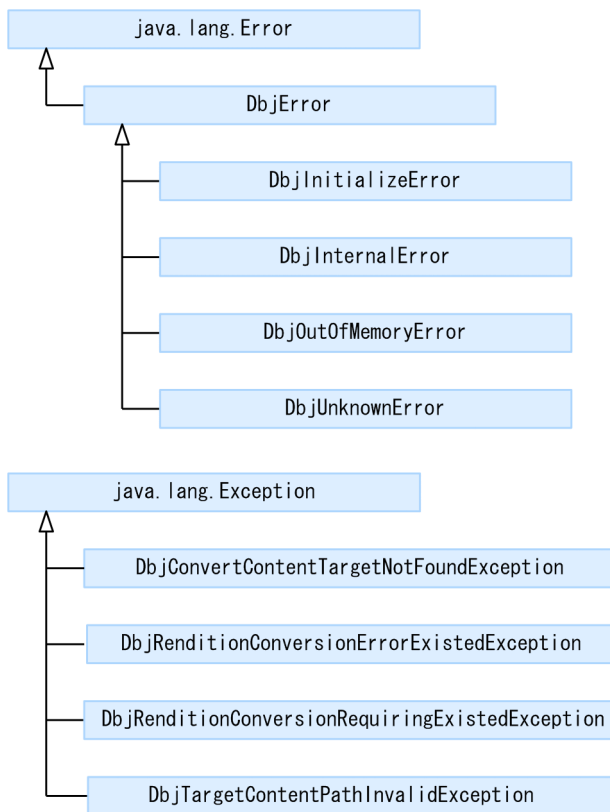 java.lang.Error
DbjError
DbjInitializeError
DbjInternalError
DbjOutOfMemoryError
DbjUnknownError
java.lang.Exception
DbjConvertContentTargetNotFoundException
DbjRenditionConversionErrorExistedException
DbjRenditionConversionRequiringExistedException
DbjTargetContentPathInvalidException